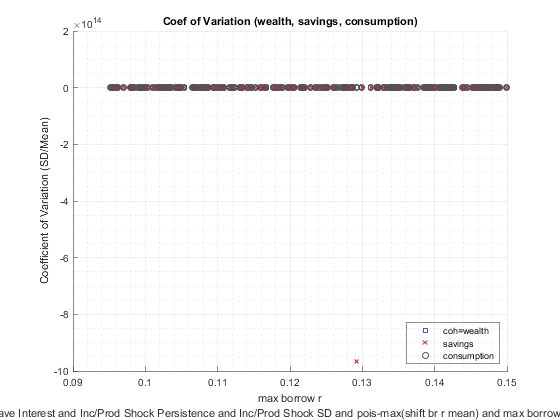 Coef of Variation (wealth, savings, consumption)
×10^14
2
0
-2
-4
-6
-8
-10
Coefficient of Variation (SD/Mean)
coh=wealth
savings
consumption
0.09 0.1 0.11 0.12 0.13 0.14 0.15
max borrow r
ave Interest and Inc/Prod Shock Persistence and Inc/Prod Shock SD and pois-max(shift br r mean) and max borrow